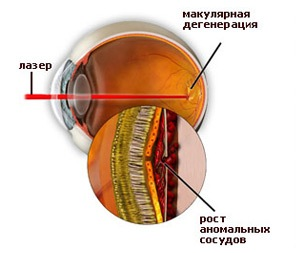 макулярная
дегенерация
лазер
рост
аномальных
сосудов